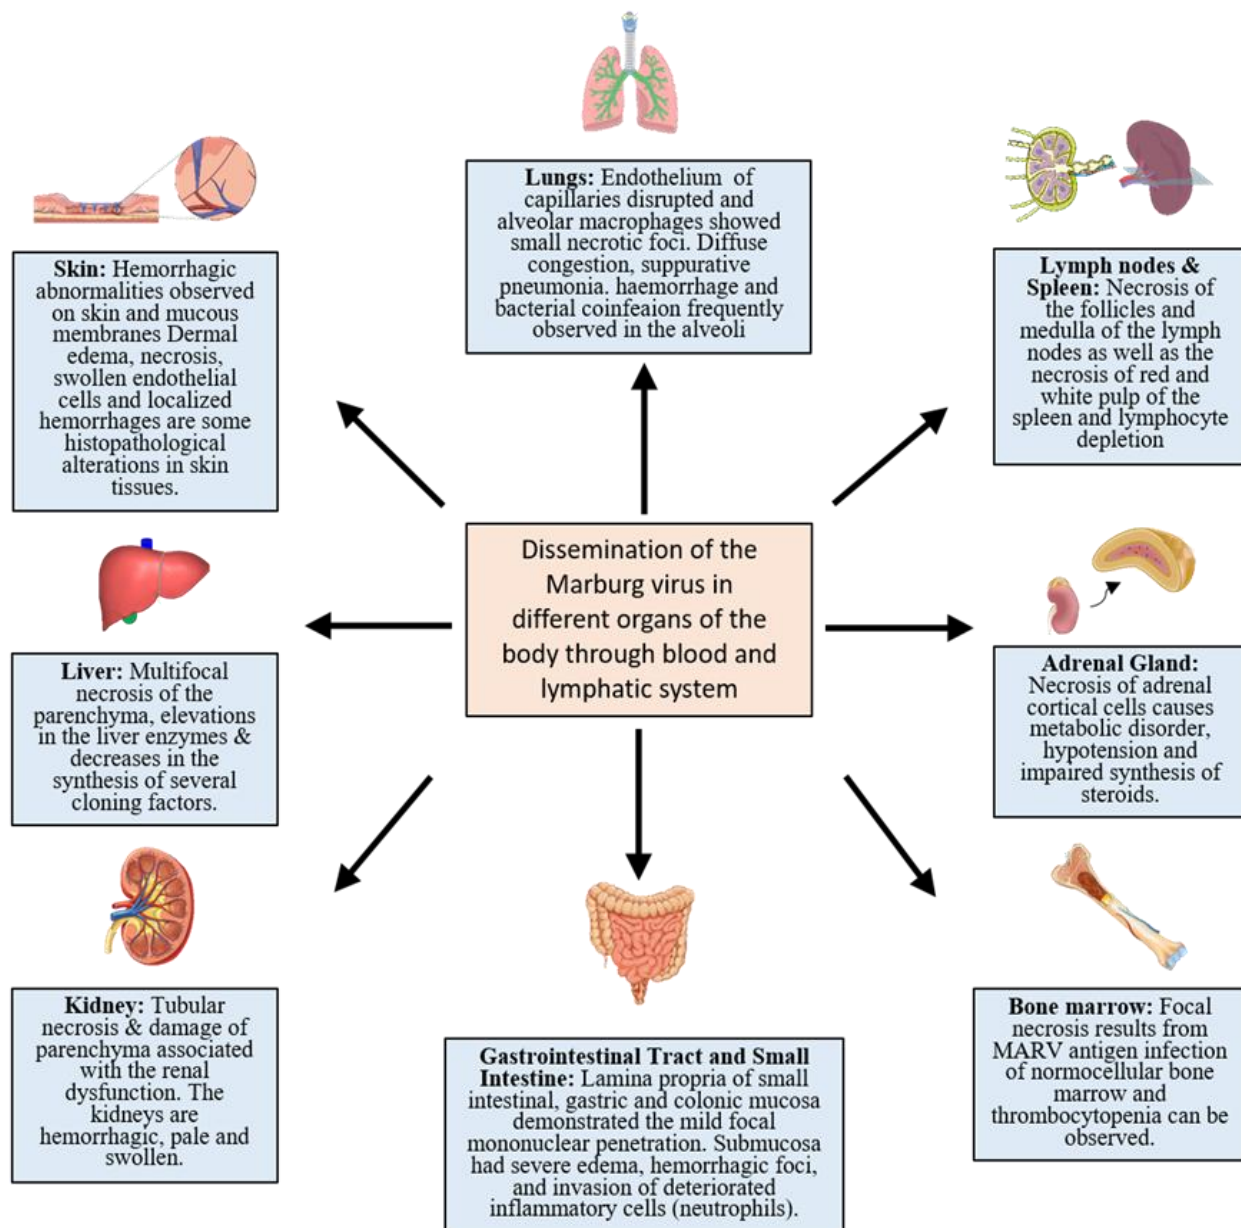 Lungs: Endothelium of
capillaries disrupted and
alveolar macrophages showed
small necrotic foci. Diffuse
congestion, suppurative
pneumonia. haemorrhage and
bacterial coinfeaion frequently
observed in the alveoli
Skin: Hemorrhagic
abnormalities observed
on skin and mucous
membranes Dermal
edema, necrosis,
swollen endothelial
cells and localized
hemorrhages are some
histopathological
alterations in skin
tissues.
Lymph nodes &
Spleen: Necrosis of
the follicles and
medulla of the lymph
nodes as well as the
necrosis of red and
white pulp of the
spleen and lymphocyte
depletion
Dissemination of the
Marburg virus in
different organs of the
body through blood and
lymphatic system
Liver: Multifocal
necrosis of the
parenchyma, elevations
in the liver enzymes &
decreases in the
synthesis of several
cloning factors.
Adrenal Gland:
Necrosis of adrenal
cortical cells causes
metabolic disorder,
hypotension and
impaired synthesis of
steroids.
Kidney: Tubular
necrosis & damage of
parenchyma associated
with the renal
dysfunction. The
kidneys are
hemorrhagic, pale and
swollen.
Gastrointestinal Tract and Small
Intestine: Lamina propria of small
intestinal, gastric and colonic mucosa
demonstrated the mild focal
mononuclear penetration. Submucosa
had severe edema, hemorrhagic foci,
and invasion of deteriorated
inflammatory cells (neutrophils).
Bone marrow: Focal
necrosis results from
MARV antigen infection
of normocellular bone
marrow and
thrombocytopenia can be
observed.